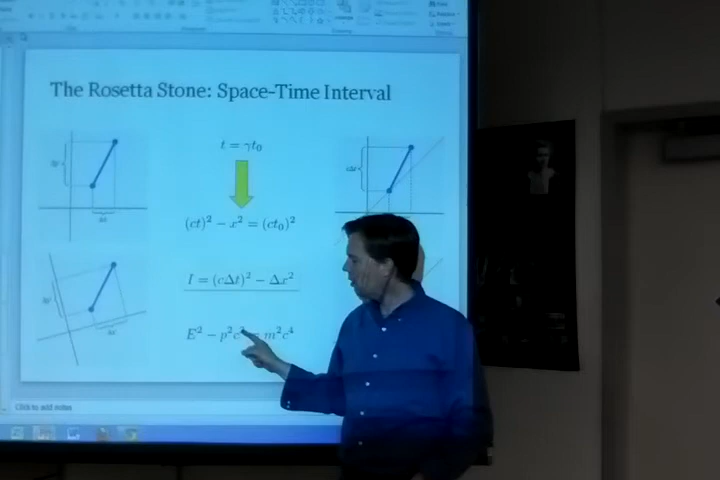 The Rosetta Stone: Space-Time Interval
t = γt₀
(ct)² − x² = (ct₀)²
I = (cΔt)² − Δx²
E² − p²c² = m²c⁴
Click to add notes